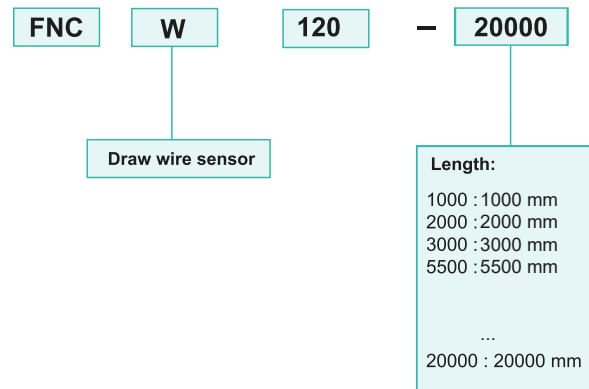 FNC W 120 – 20000
Draw wire sensor
Length:
1000 : 1000 mm
2000 : 2000 mm
3000 : 3000 mm
5500 : 5500 mm
...
20000 : 20000 mm